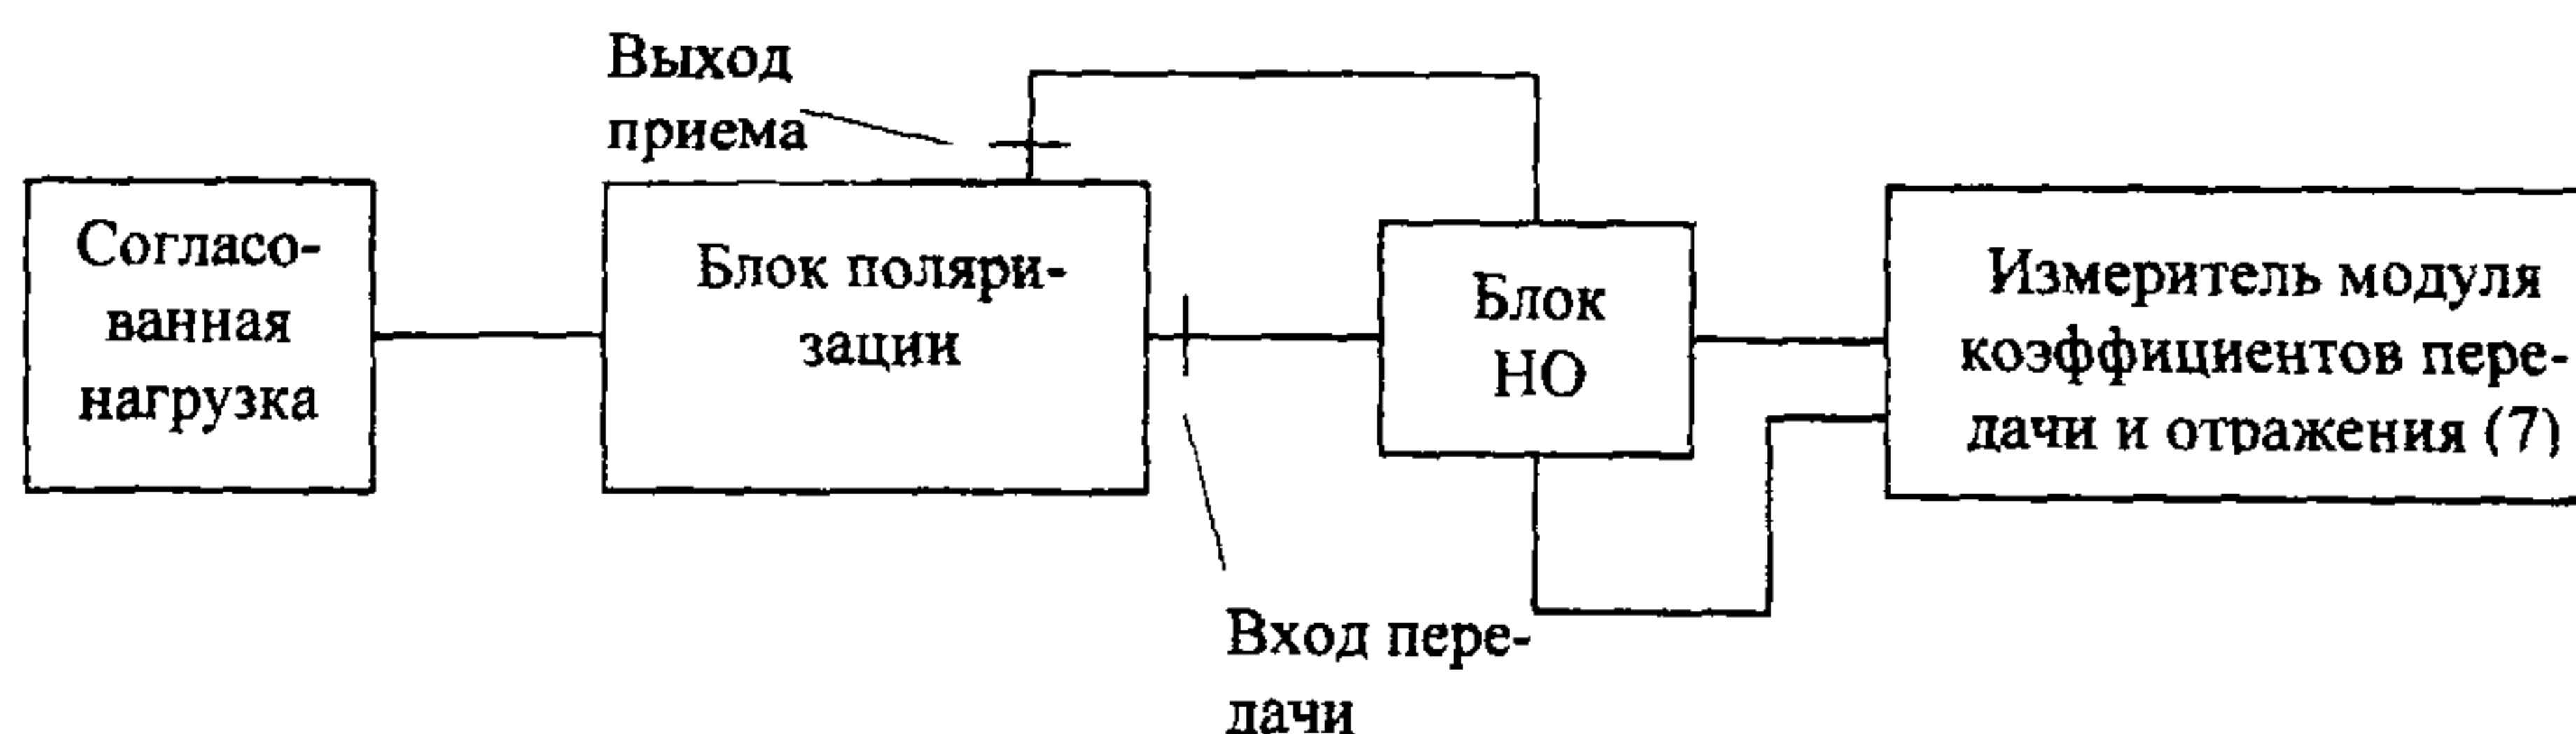 Выход
приема
Согласо-
ванная
нагрузка
Блок поляри-
зации
Блок
НО
Измеритель модуля
коэффициентов пере-
дачи и отражения (7)
Вход пере-
дачи